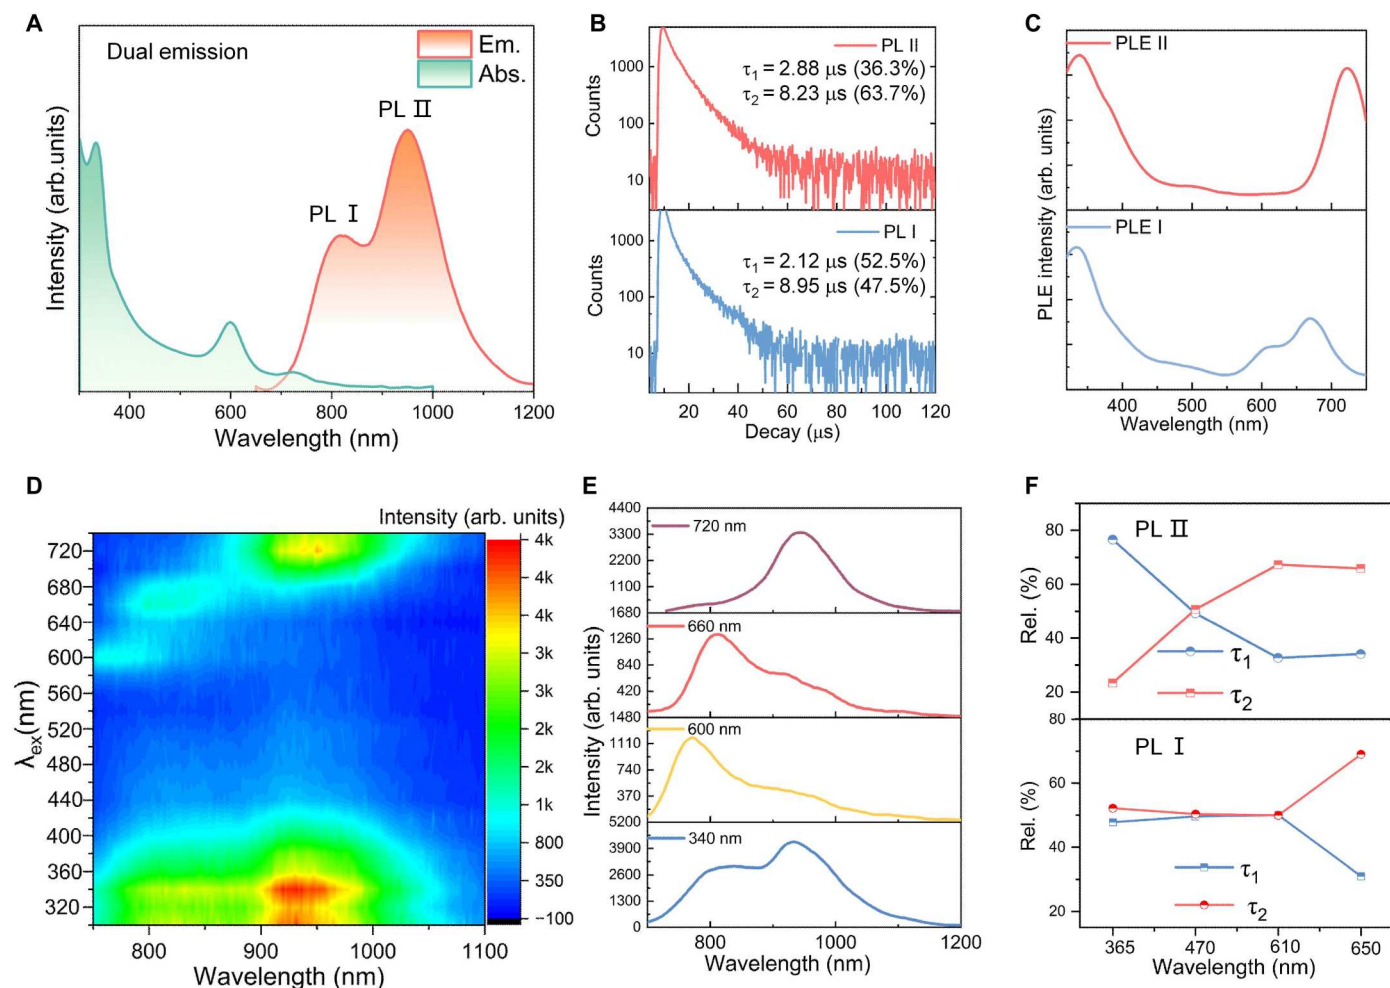 A
Dual emission
Em.
Abs.
PL I
PL II
Intensity (arb.units)
400
600
800
1000
1200
Wavelength (nm)
B
PL II
τ1 = 2.88 μs (36.3%)
τ2 = 8.23 μs (63.7%)
1000
100
10
Counts
PL I
τ1 = 2.12 μs (52.5%)
τ2 = 8.95 μs (47.5%)
1000
100
10
Counts
20
40
60
80
100
120
Decay (μs)
C
PLE II
PLE I
PLE intensity (arb. units)
400
500
600
700
Wavelength (nm)
D
Intensity (arb. units)
720
680
640
600
560
520
480
440
400
360
320
λex(nm)
4k
4k
4k
3k
3k
2k
2k
1k
800
350
−100
800
900
1000
1100
Wavelength (nm)
E
4400
3300
2200
1100
1680
720 nm
1260
840
420
1480
660 nm
1110
740
370
5200
600 nm
3900
2600
1300
0
340 nm
Intensity (arb. units)
800
1000
1200
Wavelength (nm)
F
PL II
80
60
40
20
Rel. (%)
τ1
τ2
80
PL I
60
40
15
Rel. (%)
τ1
τ2
365
470
610
650
Wavelength (nm)